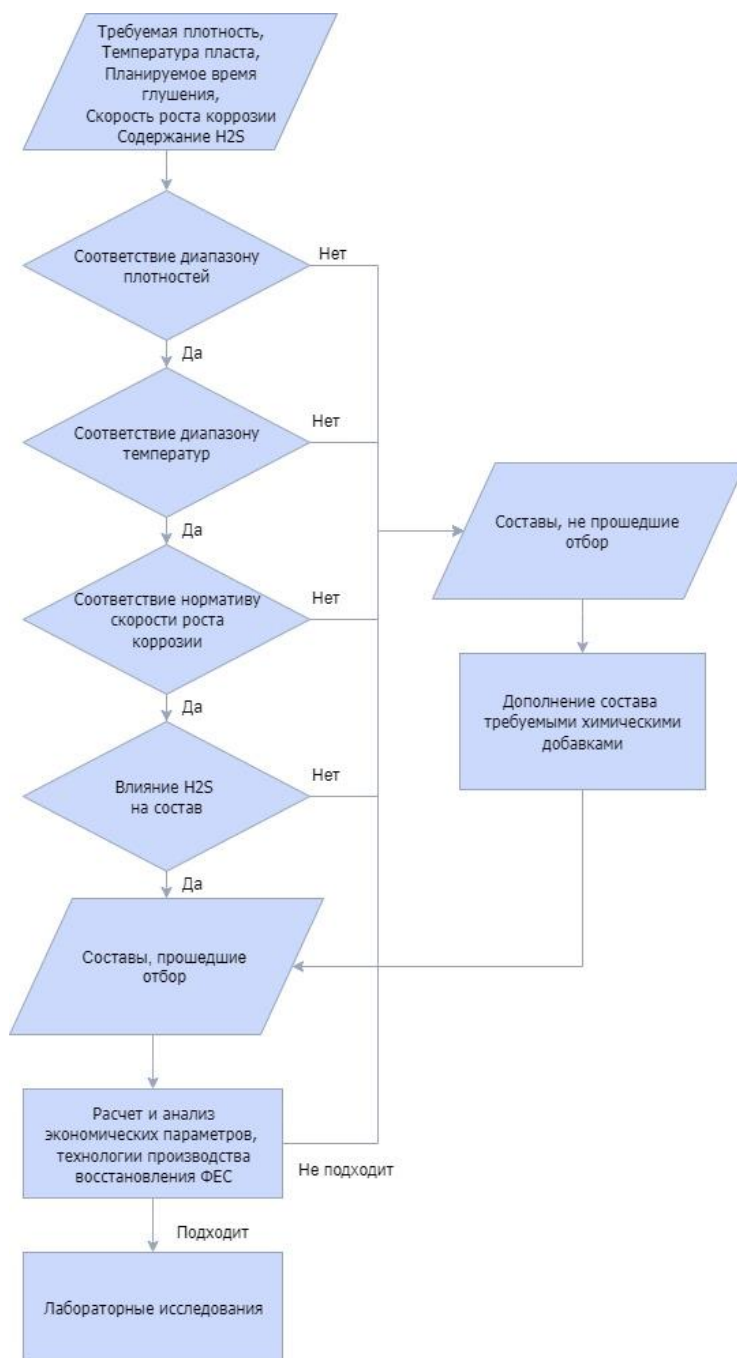 Требуемая плотность,
Температура пласта,
Планируемое время
глушения,
Скорость роста коррозии
Содержание H2S
Соответствие диапазону
плотностей
Нет
Да
Соответствие диапазону
температур
Нет
Да
Соответствие нормативу
скорости роста
коррозии
Нет
Да
Влияние H2S
на состав
Нет
Да
Составы, не прошедшие
отбор
Дополнение состава
требуемыми химическими
добавками
Составы, прошедшие
отбор
Расчет и анализ
экономических параметров,
технологии производства
восстановления ФЕС
Не подходит
Подходит
Лабораторные исследования